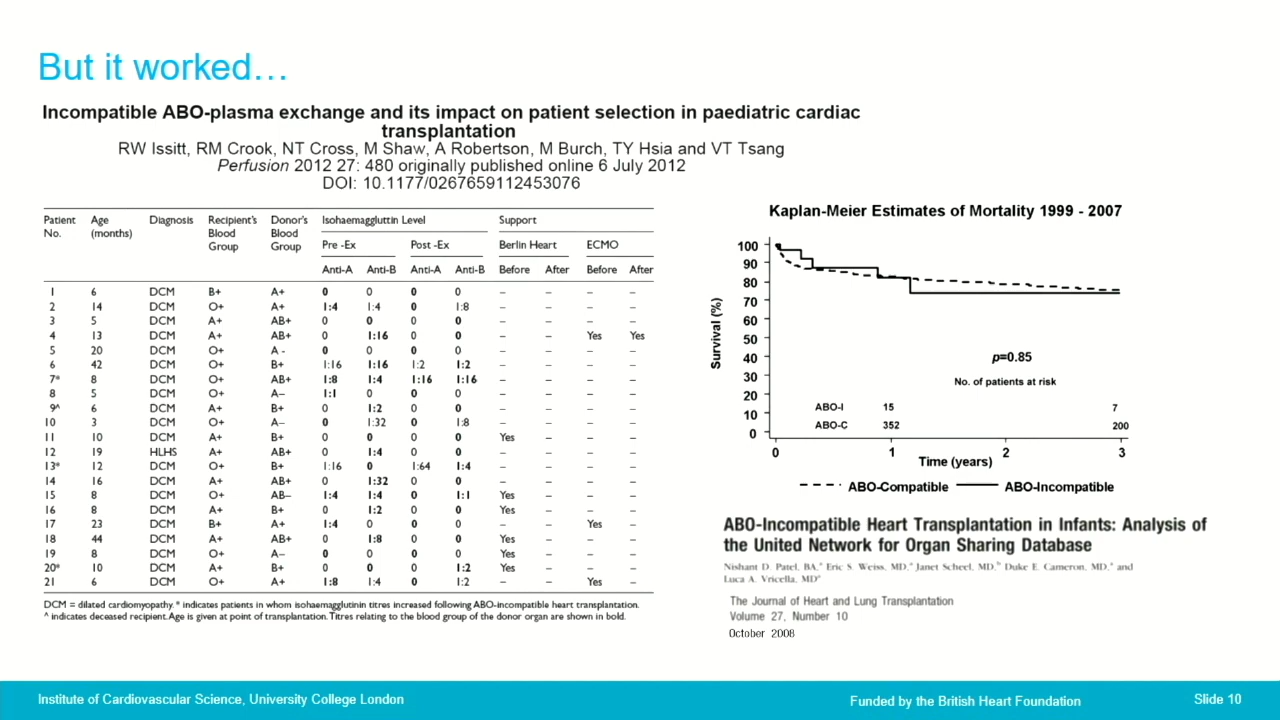 But it worked…
Incompatible ABO-plasma exchange and its impact on patient selection in paediatric cardiac
transplantation
RW Issitt, RM Crook, NT Cross, M Shaw, A Robertson, M Burch, TY Hsia and VT Tsang
Perfusion 2012 27: 480 originally published online 6 July 2012
DOI: 10.1177/0267659112453076
Patient No. Age (months) Diagnosis Recipient's Blood Group Donor's Blood Group Isohaemagglutin Level Support
Pre -Ex Post -Ex Berlin Heart ECMO
Anti-A Anti-B Anti-A Anti-B Before After Before After
1 6 DCM B+ A+ 0 0 0 0 – – – –
2 14 DCM O+ A+ 1:4 1:4 0 1:8 – – – –
3 5 DCM A+ AB+ 0 0 0 0 – – – –
4 13 DCM A+ AB+ 0 1:16 0 0 – – Yes Yes
5 20 DCM O+ A - 0 0 0 0 – – – –
6 42 DCM O+ B+ 1:16 1:16 1:2 1:2 – – – –
7* 8 DCM O+ AB+ 1:8 1:4 1:16 1:16 – – – –
8 5 DCM O+ A– 1:1 0 0 0 – – – –
9^ 6 DCM A+ B+ 0 1:2 0 0 – – – –
10 3 DCM O+ A– 0 1:32 0 1:8 – – – –
11 10 DCM A+ B+ 0 0 0 0 Yes – – –
12 19 HLHS A+ AB+ 0 1:4 0 0 – – – –
13* 12 DCM O+ B+ 1:16 0 1:64 1:4 – – – –
14 16 DCM A+ AB+ 0 1:32 0 0 – – – –
15 8 DCM O+ AB– 1:4 1:4 0 1:1 Yes – – –
16 8 DCM A+ B+ 0 1:2 0 0 Yes – – –
17 23 DCM B+ A+ 1:4 0 0 0 – – Yes –
18 44 DCM A+ AB+ 0 1:8 0 0 Yes – – –
19 8 DCM O+ A– 0 0 0 0 Yes – – –
20* 10 DCM A+ B+ 0 0 0 1:2 Yes – – –
21 6 DCM O+ A+ 1:8 1:4 0 1:2 – – Yes –
DCM = dilated cardiomyopathy. * indicates patients in whom isohaemagglutinin titres increased following ABO-incompatible heart transplantation.
^ indicates deceased recipient. Age is given at point of transplantation. Titres relating to the blood group of the donor organ are shown in bold.
Kaplan-Meier Estimates of Mortality 1999 - 2007
Survival (%)
100
90
80
70
60
50
40
30
20
10
0
p=0.85
No. of patients at risk
ABO-I 15 7
ABO-C 352 200
0 1 2 3
Time (years)
ABO-Compatible ABO-Incompatible
ABO-Incompatible Heart Transplantation in Infants: Analysis of
the United Network for Organ Sharing Database
Nishant D. Patel, BA,a Eric S. Weiss, MD,a Janet Scheel, MD,b Duke E. Cameron, MD,a and
Luca A. Vricella, MDa
The Journal of Heart and Lung Transplantation
Volume 27, Number 10
October 2008
Institute of Cardiovascular Science, University College London
Funded by the British Heart Foundation
Slide 10